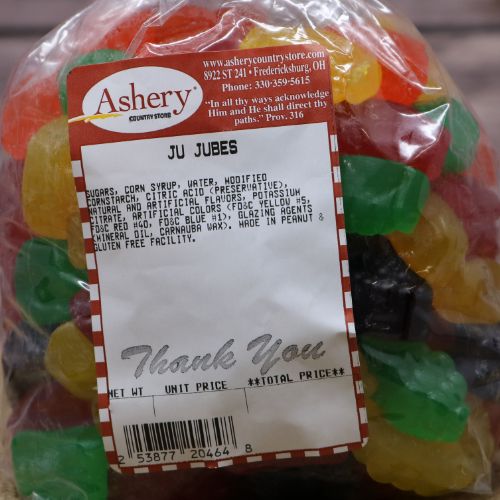 Ashery®
COUNTRY STORE
www.asherycountrystore.com
8922 ST 241 • Fredericksburg, OH
Phone: 330-359-5615
"In all thy ways acknowledge
Him and He shall direct thy
paths." Prov. 316
JU JUBES
SUGARS, CORN SYRUP, WATER, MODIFIED
CORNSTARCH, CITRIC ACID (PRESERVATIVE),
NATURAL AND ARTIFICIAL FLAVORS, POTASSIUM
CITRATE, ARTIFICIAL COLORS (FD&C YELLOW #5,
FD&C RED #40, FD&C BLUE #1), GLAZING AGENTS
(MINERAL OIL, CARNAUBA WAX). MADE IN PEANUT &
GLUTEN FREE FACILITY.
Thank You
NET WT UNIT PRICE **TOTAL PRICE**
2 53877 20464 8